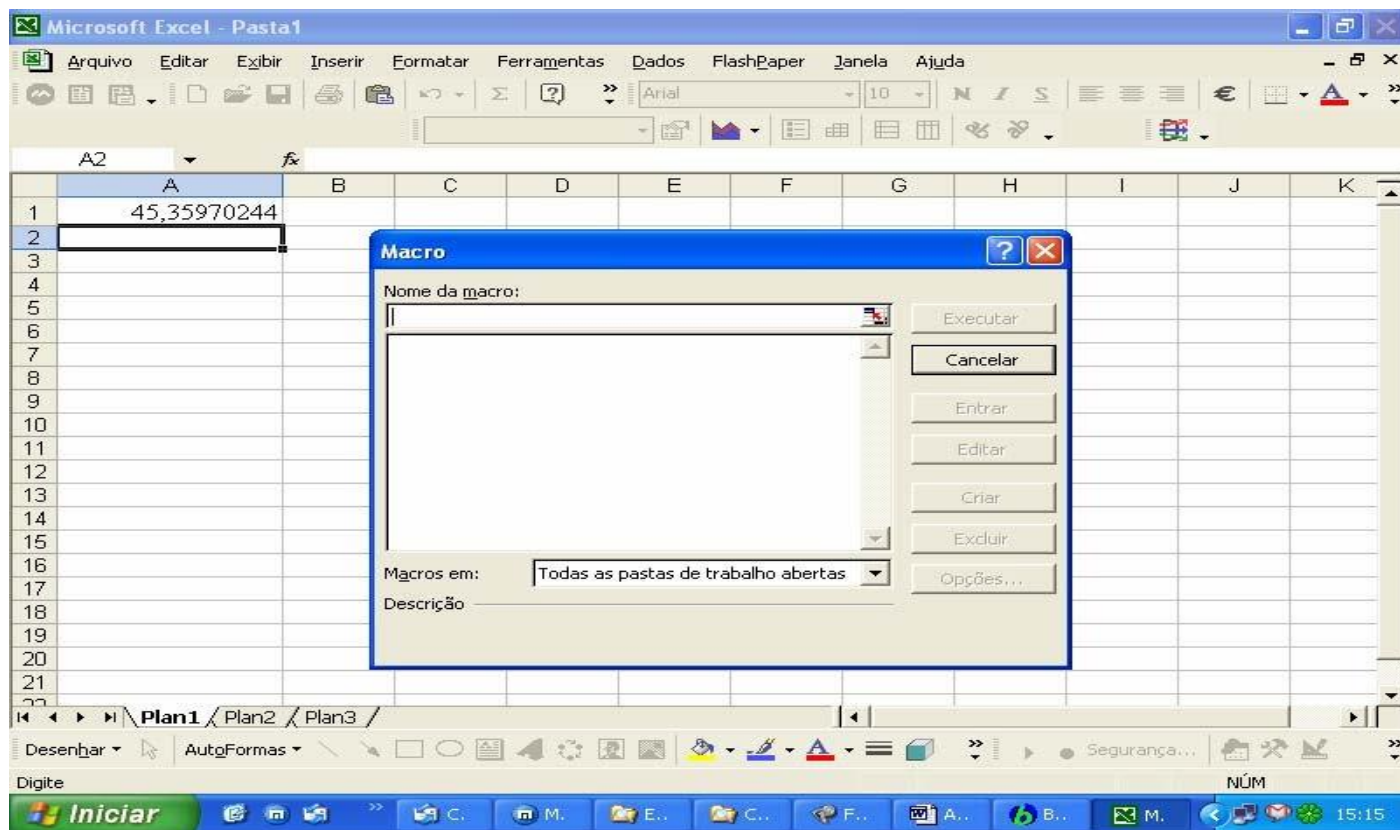 Microsoft Excel - Pasta1
Arquivo Editar Exibir Inserir Formatar Ferramentas Dados FlashPaper Janela Ajuda
Arial 10 N I S €
A2 fx
A B C D E F G H I J K
1 45,35970244
2
3
4
5
6
7
8
9
10
11
12
13
14
15
16
17
18
19
20
21
22
Macro
Nome da macro:
Executar
Cancelar
Entrar
Editar
Criar
Excluir
Macros em: Todas as pastas de trabalho abertas Opções...
Descrição
Plan1 Plan2 Plan3
Desenhar AutoFormas A Segurança...
Digite NÚM
Iniciar C. M. E.. C.. F.. A.. B.. M. 15:15